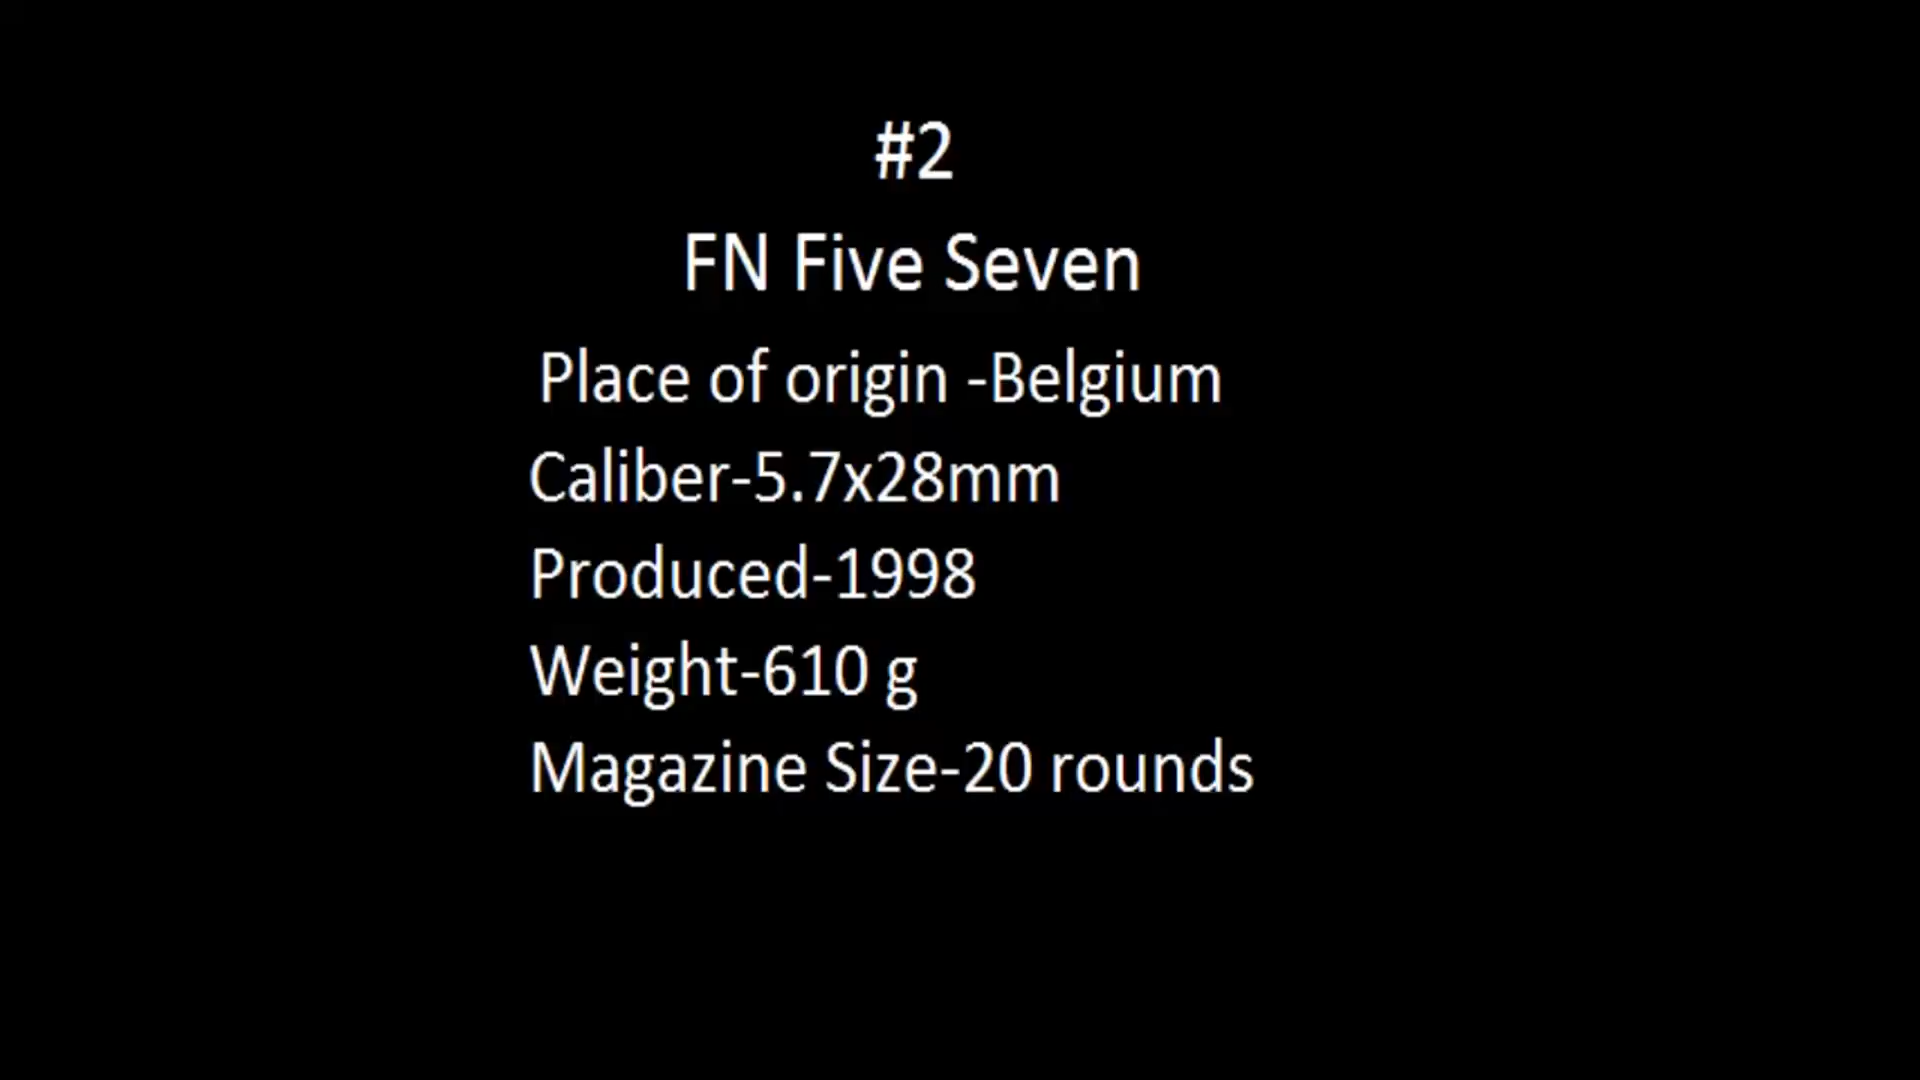 #2
FN Five Seven
Place of origin -Belgium
Caliber-5.7x28mm
Produced-1998
Weight-610 g
Magazine Size-20 rounds